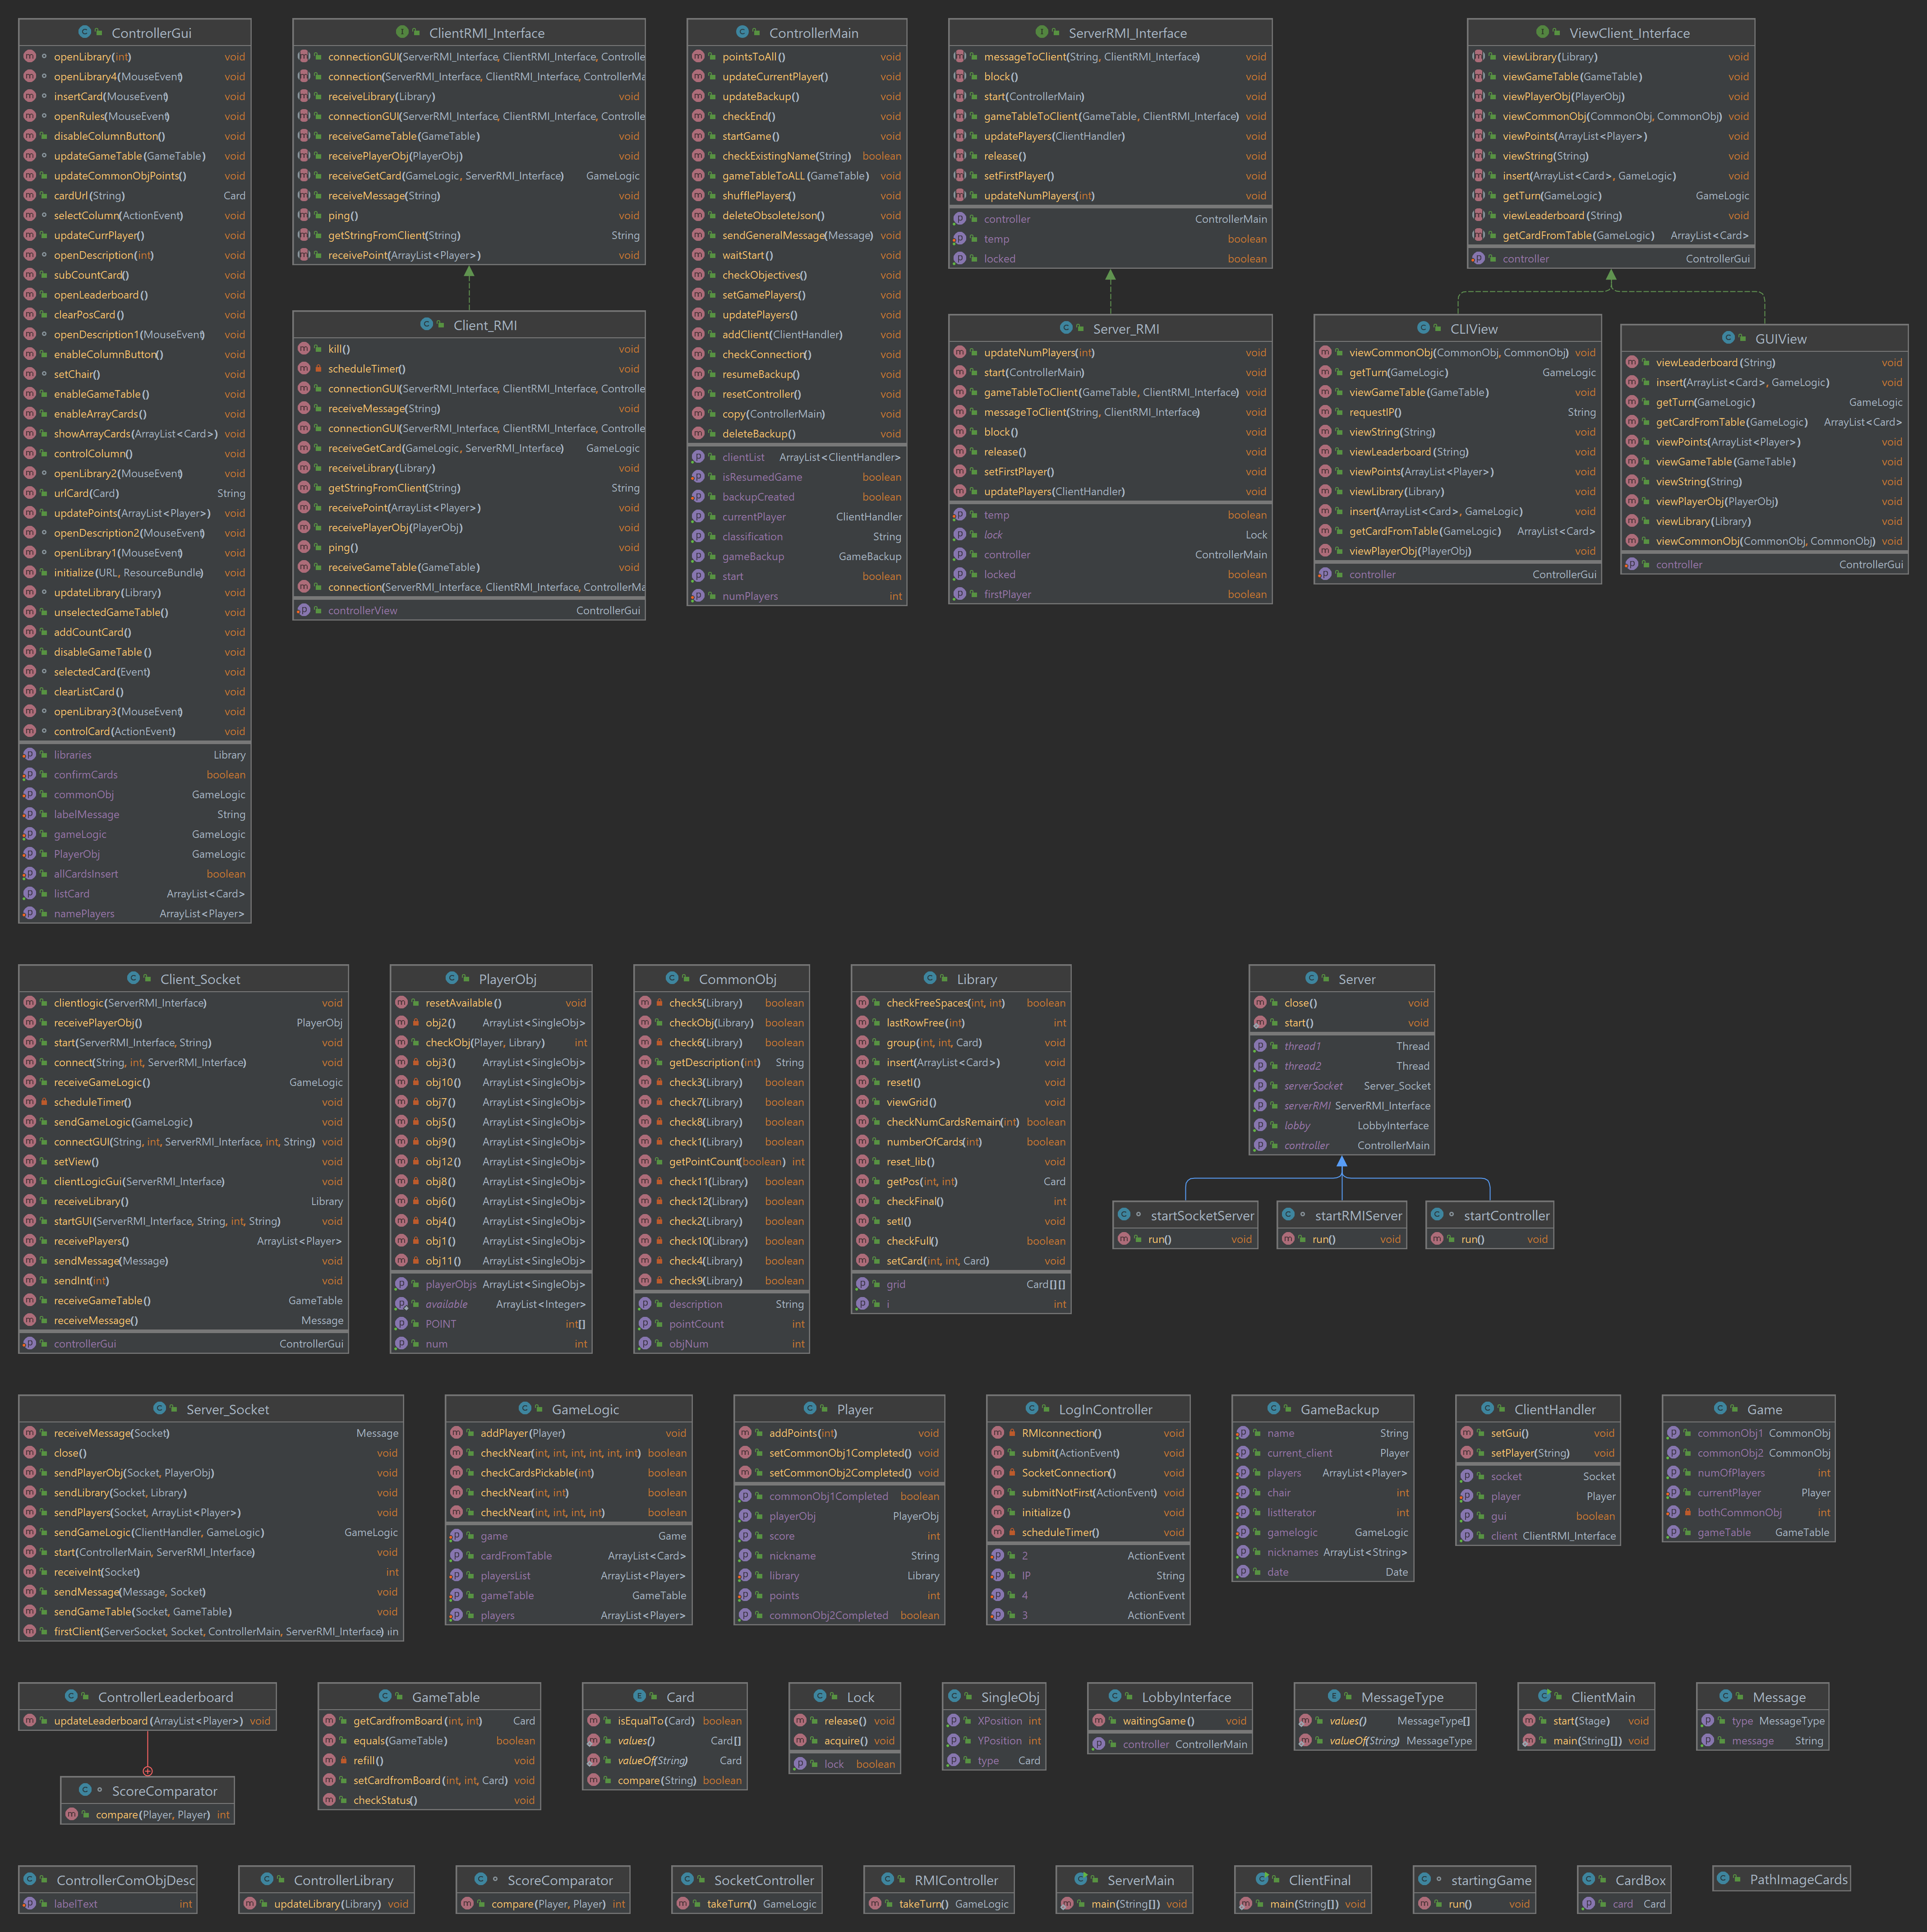 ControllerGui
openLibrary(int) void
openLibrary4(MouseEvent) void
insertCard(MouseEvent) void
openRules(MouseEvent) void
disableColumnButton() void
updateGameTable(GameTable) void
updateCommonObjPoints() void
cardUrl(String) Card
selectColumn(ActionEvent) void
updateCurrPlayer() void
openDescription(int) void
subCountCard() void
openLeaderboard() void
clearPosCard() void
openDescription1(MouseEvent) void
enableColumnButton() void
setChair() void
enableGameTable() void
enableArrayCards() void
showArrayCards(ArrayList<Card>) void
controlColumn() void
openLibrary2(MouseEvent) void
urlCard(Card) String
updatePoints(ArrayList<Player>) void
openDescription2(MouseEvent) void
openLibrary1(MouseEvent) void
initialize(URL, ResourceBundle) void
updateLibrary(Library) void
unselectedGameTable() void
addCountCard() void
disableGameTable() void
selectedCard(Event) void
clearListCard() void
openLibrary3(MouseEvent) void
controlCard(ActionEvent) void
libraries Library
confirmCards boolean
commonObj GameLogic
labelMessage String
gameLogic GameLogic
PlayerObj GameLogic
allCardsInsert boolean
listCard ArrayList<Card>
namePlayers ArrayList<Player>
ClientRMI_Interface
connectionGUI(ServerRMI_Interface, ClientRMI_Interface, Controlle
connection(ServerRMI_Interface, ClientRMI_Interface, ControllerMa
receiveLibrary(Library) void
connectionGUI(ServerRMI_Interface, ClientRMI_Interface, Controlle
receiveGameTable(GameTable) void
receivePlayerObj(PlayerObj) void
receiveGetCard(GameLogic, ServerRMI_Interface) GameLogic
receiveMessage(String) void
ping() void
getStringFromClient(String) String
receivePoint(ArrayList<Player>) void
Client_RMI
kill() void
scheduleTimer() void
connectionGUI(ServerRMI_Interface, ClientRMI_Interface, Controlle
receiveMessage(String) void
connectionGUI(ServerRMI_Interface, ClientRMI_Interface, Controlle
receiveGetCard(GameLogic, ServerRMI_Interface) GameLogic
receiveLibrary(Library) void
getStringFromClient(String) String
receivePoint(ArrayList<Player>) void
receivePlayerObj(PlayerObj) void
ping() void
receiveGameTable(GameTable) void
connection(ServerRMI_Interface, ClientRMI_Interface, ControllerMa
controllerView ControllerGui
ControllerMain
pointsToAll() void
updateCurrentPlayer() void
updateBackup() void
checkEnd() void
startGame() void
checkExistingName(String) boolean
gameTableToALL(GameTable) void
shufflePlayers() void
deleteObsoleteJson() void
sendGeneralMessage(Message) void
waitStart() void
checkObjectives() void
setGamePlayers() void
updatePlayers() void
addClient(ClientHandler) void
checkConnection() void
resumeBackup() void
resetController() void
copy(ControllerMain) void
deleteBackup() void
clientList ArrayList<ClientHandler>
isResumedGame boolean
backupCreated boolean
currentPlayer ClientHandler
classification String
gameBackup GameBackup
start boolean
numPlayers int
ServerRMI_Interface
messageToClient(String, ClientRMI_Interface) void
block() void
start(ControllerMain) void
gameTableToClient(GameTable, ClientRMI_Interface) void
updatePlayers(ClientHandler) void
release() void
setFirstPlayer() void
updateNumPlayers(int) void
controller ControllerMain
temp boolean
locked boolean
Server_RMI
updateNumPlayers(int) void
start(ControllerMain) void
gameTableToClient(GameTable, ClientRMI_Interface) void
messageToClient(String, ClientRMI_Interface) void
block() void
release() void
setFirstPlayer() void
updatePlayers(ClientHandler) void
temp boolean
lock Lock
controller ControllerMain
locked boolean
firstPlayer boolean
ViewClient_Interface
viewLibrary(Library) void
viewGameTable(GameTable) void
viewPlayerObj(PlayerObj) void
viewCommonObj(CommonObj, CommonObj) void
viewPoints(ArrayList<Player>) void
viewString(String) void
insert(ArrayList<Card>, GameLogic) void
getTurn(GameLogic) GameLogic
viewLeaderboard(String) void
getCardFromTable(GameLogic) ArrayList<Card>
controller ControllerGui
CLIView
viewCommonObj(CommonObj, CommonObj) void
getTurn(GameLogic) GameLogic
viewGameTable(GameTable) void
requestIP() String
viewString(String) void
viewLeaderboard(String) void
viewPoints(ArrayList<Player>) void
viewLibrary(Library) void
insert(ArrayList<Card>, GameLogic) void
getCardFromTable(GameLogic) ArrayList<Card>
viewPlayerObj(PlayerObj) void
controller ControllerGui
GUIView
viewLeaderboard(String) void
insert(ArrayList<Card>, GameLogic) void
getTurn(GameLogic) GameLogic
getCardFromTable(GameLogic) ArrayList<Card>
viewPoints(ArrayList<Player>) void
viewGameTable(GameTable) void
viewString(String) void
viewPlayerObj(PlayerObj) void
viewLibrary(Library) void
viewCommonObj(CommonObj, CommonObj) void
controller ControllerGui
Client_Socket
clientlogic(ServerRMI_Interface) void
receivePlayerObj() PlayerObj
start(ServerRMI_Interface, String) void
connect(String, int, ServerRMI_Interface) void
receiveGameLogic() GameLogic
scheduleTimer() void
sendGameLogic(GameLogic) void
connectGUI(String, int, ServerRMI_Interface, int, String) void
setView() void
clientLogicGui(ServerRMI_Interface) void
receiveLibrary() Library
startGUI(ServerRMI_Interface, String, int, String) void
receivePlayers() ArrayList<Player>
sendMessage(Message) void
sendInt(int) void
receiveGameTable() GameTable
receiveMessage() Message
controllerGui ControllerGui
PlayerObj
resetAvailable() void
obj2() ArrayList<SingleObj>
checkObj(Player, Library) int
obj3() ArrayList<SingleObj>
obj10() ArrayList<SingleObj>
obj7() ArrayList<SingleObj>
obj5() ArrayList<SingleObj>
obj9() ArrayList<SingleObj>
obj12() ArrayList<SingleObj>
obj8() ArrayList<SingleObj>
obj6() ArrayList<SingleObj>
obj4() ArrayList<SingleObj>
obj1() ArrayList<SingleObj>
obj11() ArrayList<SingleObj>
playerObjs ArrayList<SingleObj>
available ArrayList<Integer>
POINT int[]
num int
CommonObj
check5(Library) boolean
checkObj(Library) boolean
check6(Library) boolean
getDescription(int) String
check3(Library) boolean
check7(Library) boolean
check8(Library) boolean
check1(Library) boolean
getPointCount(boolean) int
check11(Library) boolean
check12(Library) boolean
check2(Library) boolean
check10(Library) boolean
check4(Library) boolean
check9(Library) boolean
description String
pointCount int
objNum int
Library
checkFreeSpaces(int, int) boolean
lastRowFree(int) int
group(int, int, Card) void
insert(ArrayList<Card>) void
resetI() void
viewGrid() void
checkNumCardsRemain(int) boolean
numberOfCards(int) boolean
reset_lib() void
getPos(int, int) Card
checkFinal() int
setI() void
checkFull() boolean
setCard(int, int, Card) void
grid Card[][]
i int
Server
close() void
start() void
thread1 Thread
thread2 Thread
serverSocket Server_Socket
serverRMI ServerRMI_Interface
lobby LobbyInterface
controller ControllerMain
startSocketServer
run() void
startRMIServer
run() void
startController
run() void
Server_Socket
receiveMessage(Socket) Message
close() void
sendPlayerObj(Socket, PlayerObj) void
sendLibrary(Socket, Library) void
sendPlayers(Socket, ArrayList<Player>) void
sendGameLogic(ClientHandler, GameLogic) GameLogic
start(ControllerMain, ServerRMI_Interface) void
receiveInt(Socket) int
sendMessage(Message, Socket) void
sendGameTable(Socket, GameTable) void
firstClient(ServerSocket, Socket, ControllerMain, ServerRMI_Interface)
GameLogic
addPlayer(Player) void
checkNear(int, int, int, int, int, int) boolean
checkCardsPickable(int) boolean
checkNear(int, int) boolean
checkNear(int, int, int, int) boolean
game Game
cardFromTable ArrayList<Card>
playersList ArrayList<Player>
gameTable GameTable
players ArrayList<Player>
Player
addPoints(int) void
setCommonObj1Completed() void
setCommonObj2Completed() void
commonObj1Completed boolean
playerObj PlayerObj
score int
nickname String
library Library
points int
commonObj2Completed boolean
LogInController
RMIconnection() void
submit(ActionEvent) void
SocketConnection() void
submitNotFirst(ActionEvent) void
initialize() void
scheduleTimer() void
2 ActionEvent
IP String
4 ActionEvent
3 ActionEvent
GameBackup
name String
current_client Player
players ArrayList<Player>
chair int
listIterator int
gamelogic GameLogic
nicknames ArrayList<String>
date Date
ClientHandler
setGui() void
setPlayer(String) void
socket Socket
player Player
gui boolean
client ClientRMI_Interface
Game
commonObj1 CommonObj
commonObj2 CommonObj
numOfPlayers int
currentPlayer Player
bothCommonObj int
gameTable GameTable
ControllerLeaderboard
updateLeaderboard(ArrayList<Player>) void
ScoreComparator
compare(Player, Player) int
GameTable
getCardfromBoard(int, int) Card
equals(GameTable) boolean
refill() void
setCardfromBoard(int, int, Card) void
checkStatus() void
Card
isEqualTo(Card) boolean
values() Card[]
valueOf(String) Card
compare(String) boolean
Lock
release() void
acquire() void
lock boolean
SingleObj
XPosition int
YPosition int
type Card
LobbyInterface
waitingGame() void
controller ControllerMain
MessageType
values() MessageType[]
valueOf(String) MessageType
ClientMain
start(Stage) void
main(String[]) void
Message
type MessageType
message String
ControllerComObjDesc
labelText int
ControllerLibrary
updateLibrary(Library) void
ScoreComparator
compare(Player, Player) int
SocketController
takeTurn() GameLogic
RMIController
takeTurn() GameLogic
ServerMain
main(String[]) void
ClientFinal
main(String[]) void
startingGame
run() void
CardBox
card Card
PathImageCards